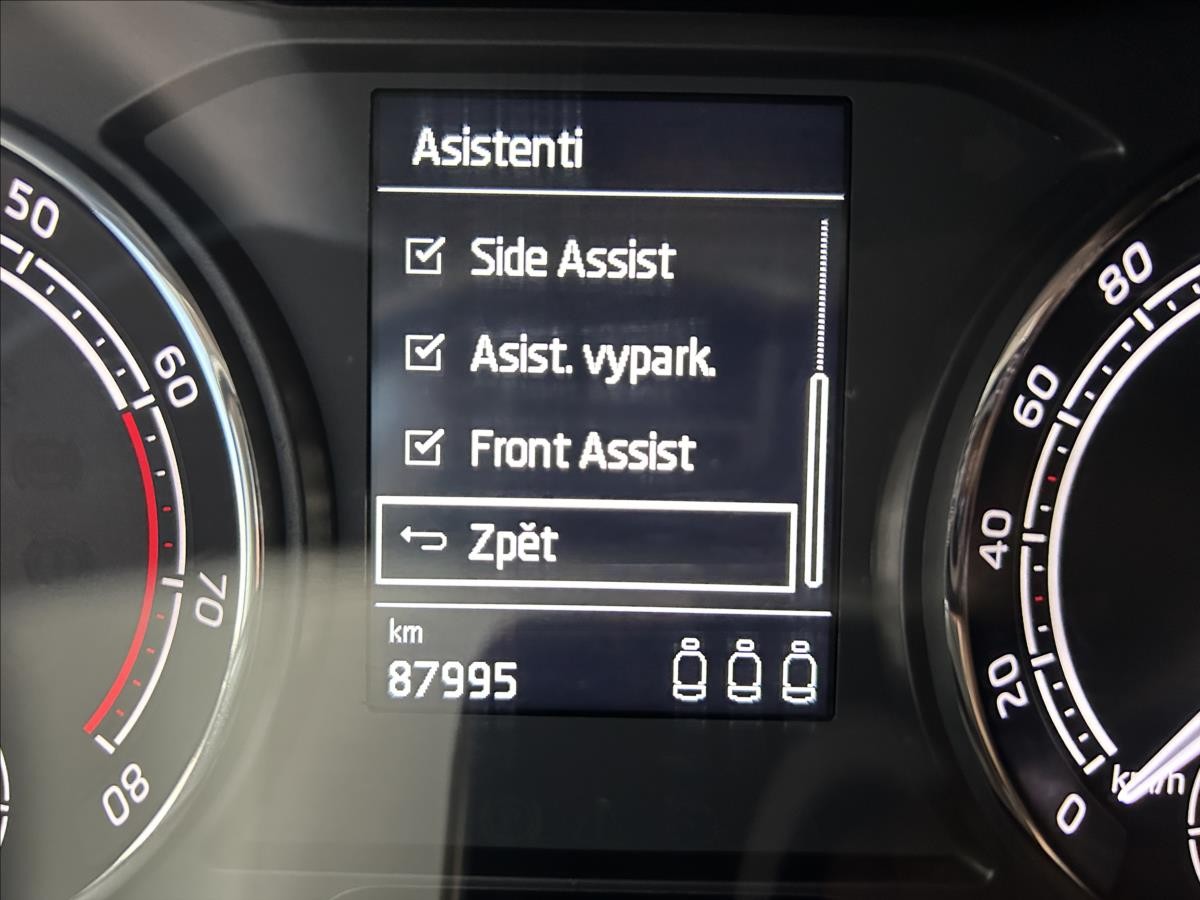 Asistenti
Side Assist
Asist. vypark.
Front Assist
Zpět
km
87995
50
60
70
80
80
60
40
20
0
km/h